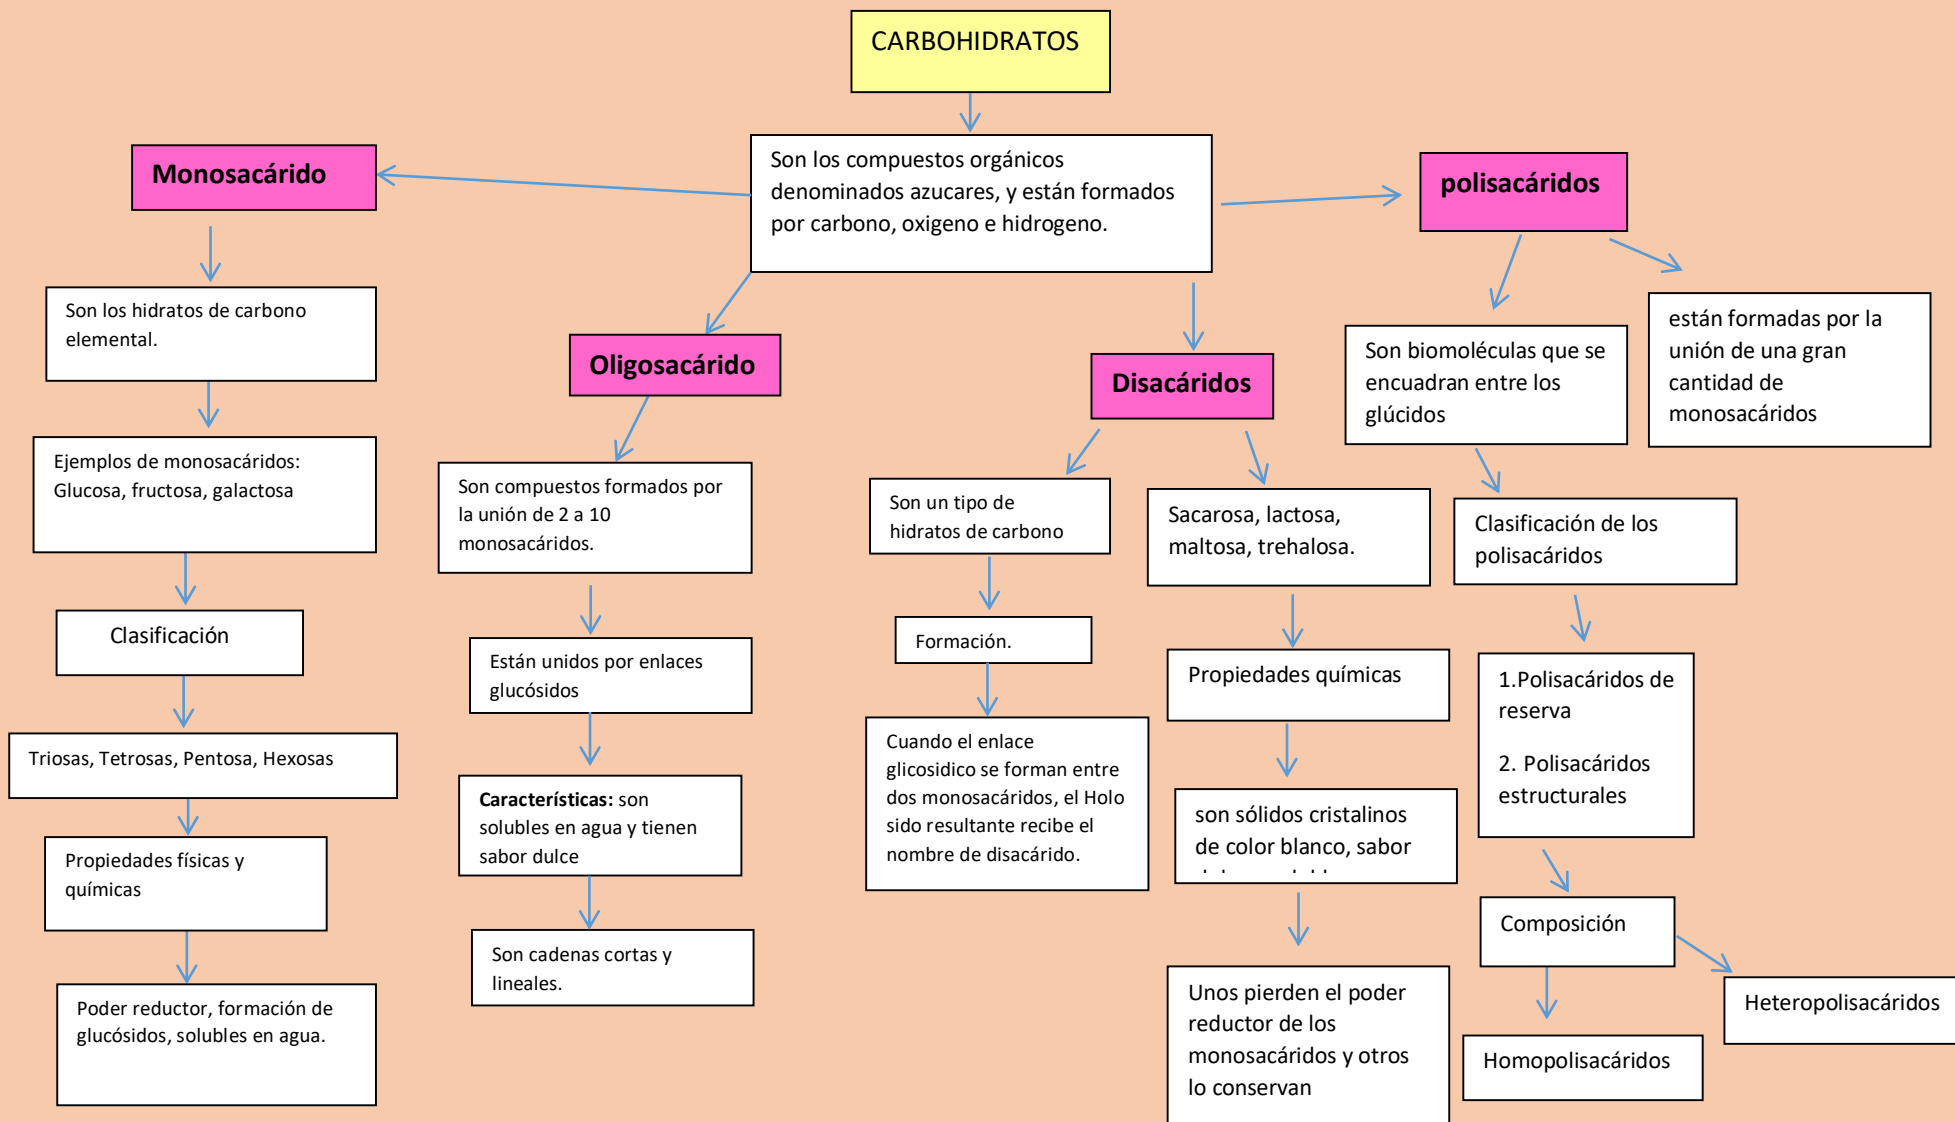 CARBOHIDRATOS
Son los compuestos orgánicos
denominados azucares, y están formados
por carbono, oxigeno e hidrogeno.
Monosacárido
Son los hidratos de carbono
elemental.
Ejemplos de monosacáridos:
Glucosa, fructosa, galactosa
Clasificación
Triosas, Tetrosas, Pentosa, Hexosas
Propiedades físicas y
químicas
Poder reductor, formación de
glucósidos, solubles en agua.
Oligosacárido
Son compuestos formados por
la unión de 2 a 10
monosacáridos.
Están unidos por enlaces
glucósidos
Características: son
solubles en agua y tienen
sabor dulce
Son cadenas cortas y
lineales.
Disacáridos
Son un tipo de
hidratos de carbono
Formación.
Cuando el enlace
glicosidico se forman entre
dos monosacáridos, el Holo
sido resultante recibe el
nombre de disacárido.
Sacarosa, lactosa,
maltosa, trehalosa.
Propiedades químicas
son sólidos cristalinos
de color blanco, sabor
Unos pierden el poder
reductor de los
monosacáridos y otros
lo conservan
polisacáridos
Son biomoléculas que se
encuadran entre los
glúcidos
Clasificación de los
polisacáridos
1.Polisacáridos de
reserva
2. Polisacáridos
estructurales
Composición
Homopolisacáridos
Heteropolisacáridos
están formadas por la
unión de una gran
cantidad de
monosacáridos